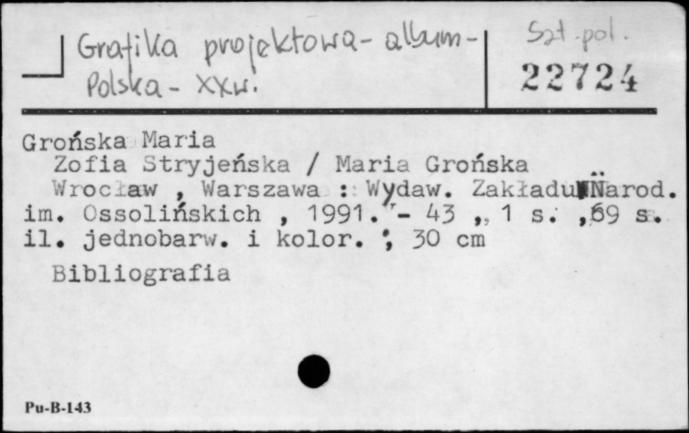 Grafika projektowa - album -
Polska - XX w.
Szt. pol.
22724
Grońska Maria
Zofia Stryjeńska / Maria Grońska
Wrocław , Warszawa : Wydaw. Zakładu Narod.
im. Ossolińskich , 1991. - 43 , 1 s. , 69 s.
il. jednobarw. i kolor. ; 30 cm
Bibliografia
Pu-B-143